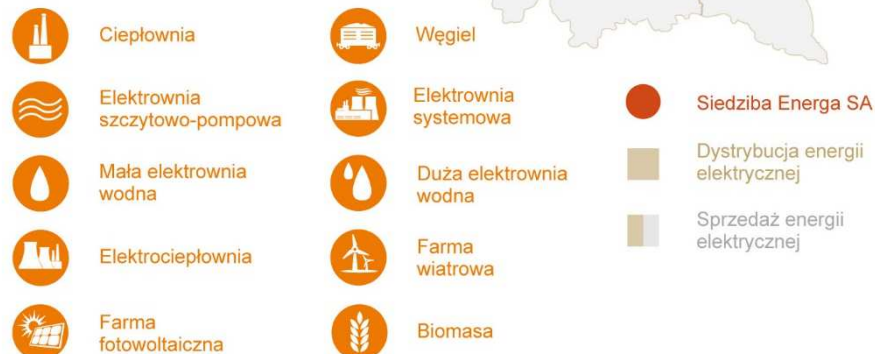 Ciepłownia
Węgiel
Elektrownia
szczytowo-pompowa
Elektrownia
systemowa
Siedziba Energa SA
Mała elektrownia
wodna
Duża elektrownia
wodna
Dystrybucja energii
elektrycznej
Elektrociepłownia
Farma
wiatrowa
Sprzedaż energii
elektrycznej
Farma
fotowoltaiczna
Biomasa